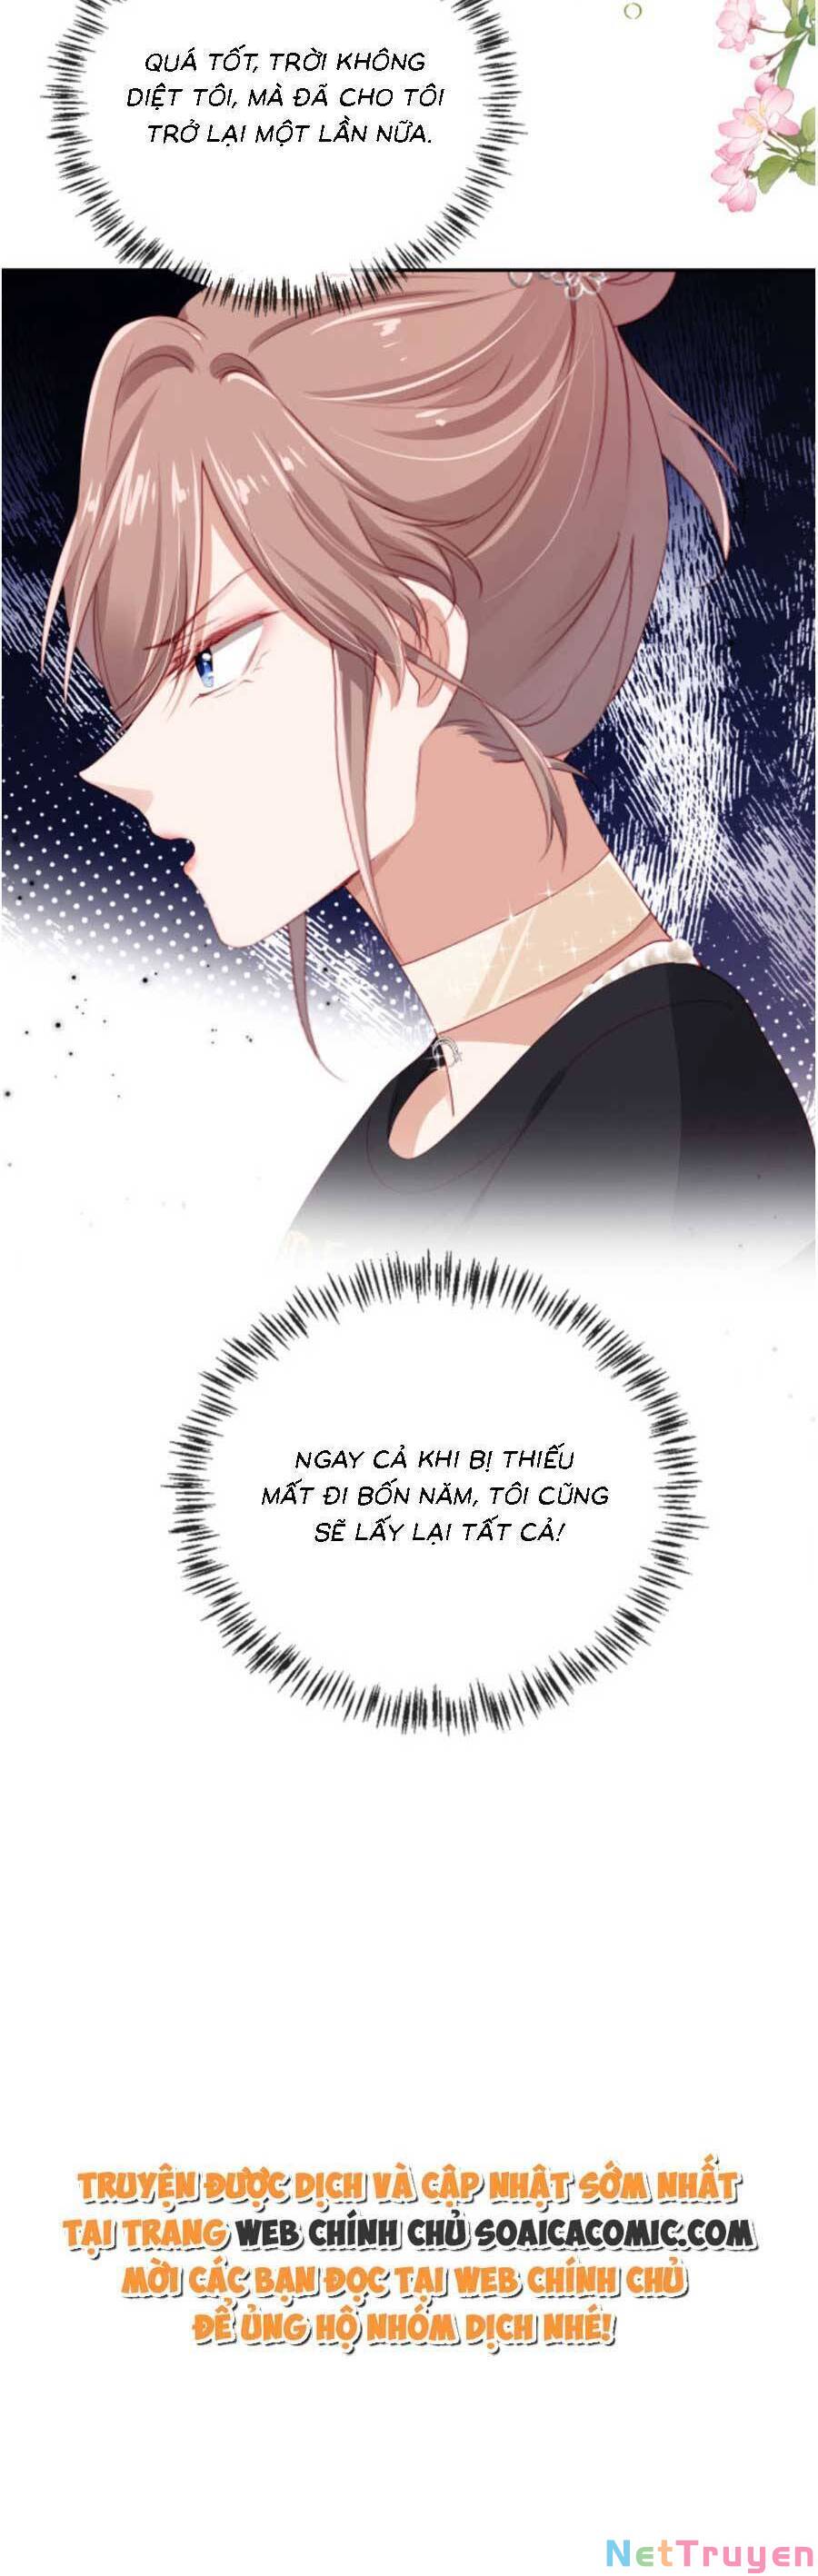 QUÁ TỐT, TRỜI KHÔNG
DIỆT TÔI, MÀ ĐÃ CHO TÔI
TRỞ LẠI MỘT LẦN NỮA.
NGAY CẢ KHI BỊ THIẾU
MẤT ĐI BỐN NĂM, TÔI CŨNG
SẼ LẤY LẠI TẤT CẢ!
TRUYỆN ĐƯỢC DỊCH VÀ CẬP NHẬT SỚM NHẤT
TẠI TRANG WEB CHÍNH CHỦ SOAICACOMIC.COM
MỜI CÁC BẠN ĐỌC TẠI WEB CHÍNH CHỦ
ĐỂ ỦNG HỘ NHÓM DỊCH NHÉ!
NetTruyen